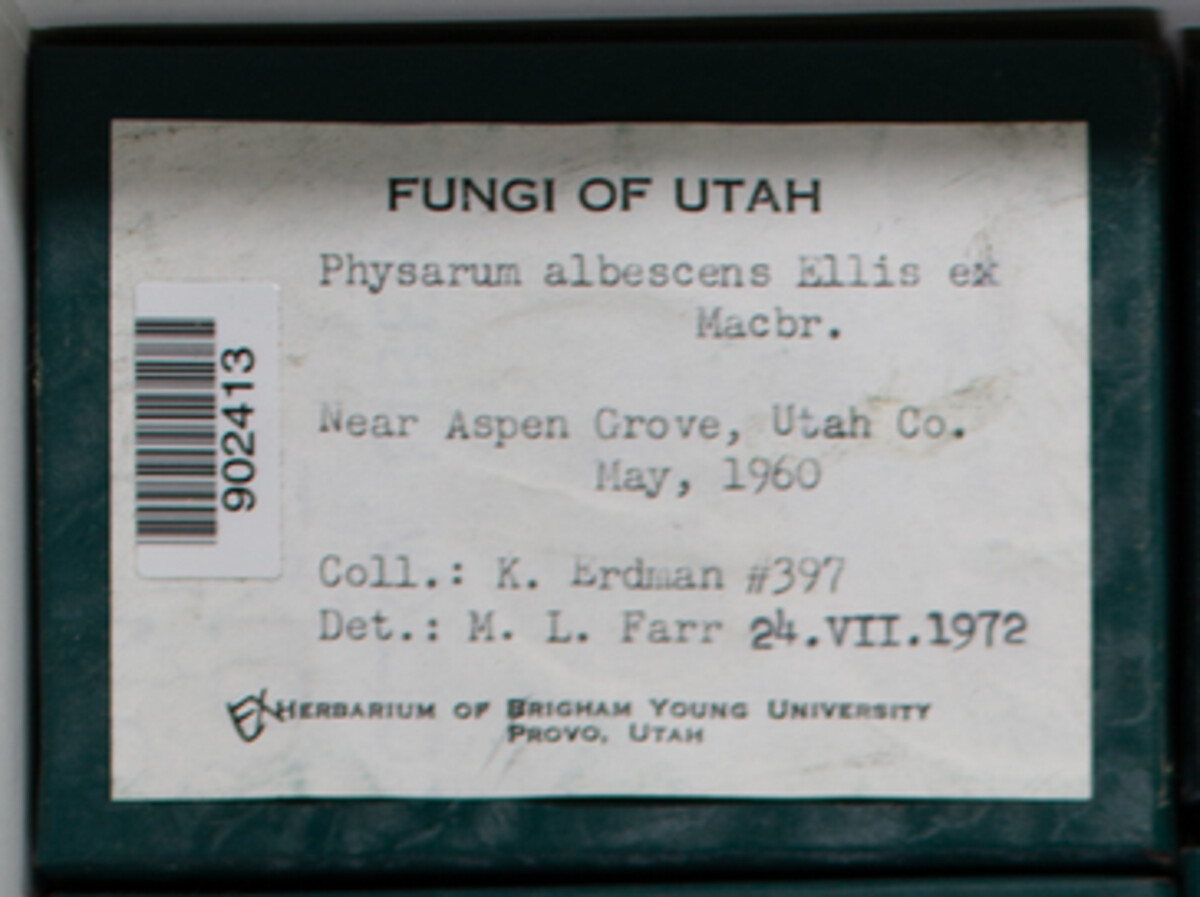 FUNGI OF UTAH
Physarum albescens Ellis ex
Macbr.
902413
Near Aspen Grove, Utah Co.
May, 1960
Coll.: K. Erdman #397
Det.: M. L. Farr 24.VII.1972
Ex HERBARIUM OF BRIGHAM YOUNG UNIVERSITY
PROVO, UTAH